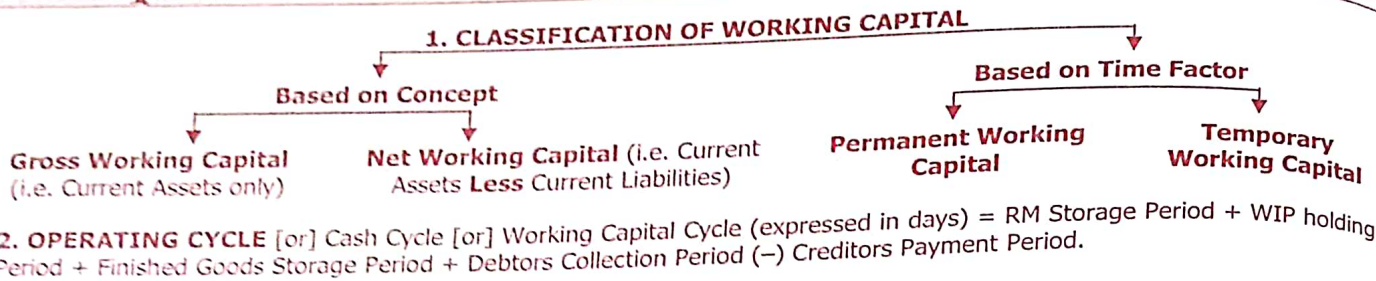 1. CLASSIFICATION OF WORKING CAPITAL
Based on Concept
Based on Time Factor
Gross Working Capital
(i.e. Current Assets only)
Net Working Capital (i.e. Current
Assets Less Current Liabilities)
Permanent Working
Capital
Temporary
Working Capital
2. OPERATING CYCLE [or] Cash Cycle [or] Working Capital Cycle (expressed in days) = RM Storage Period + WIP holding
Period + Finished Goods Storage Period + Debtors Collection Period (–) Creditors Payment Period.